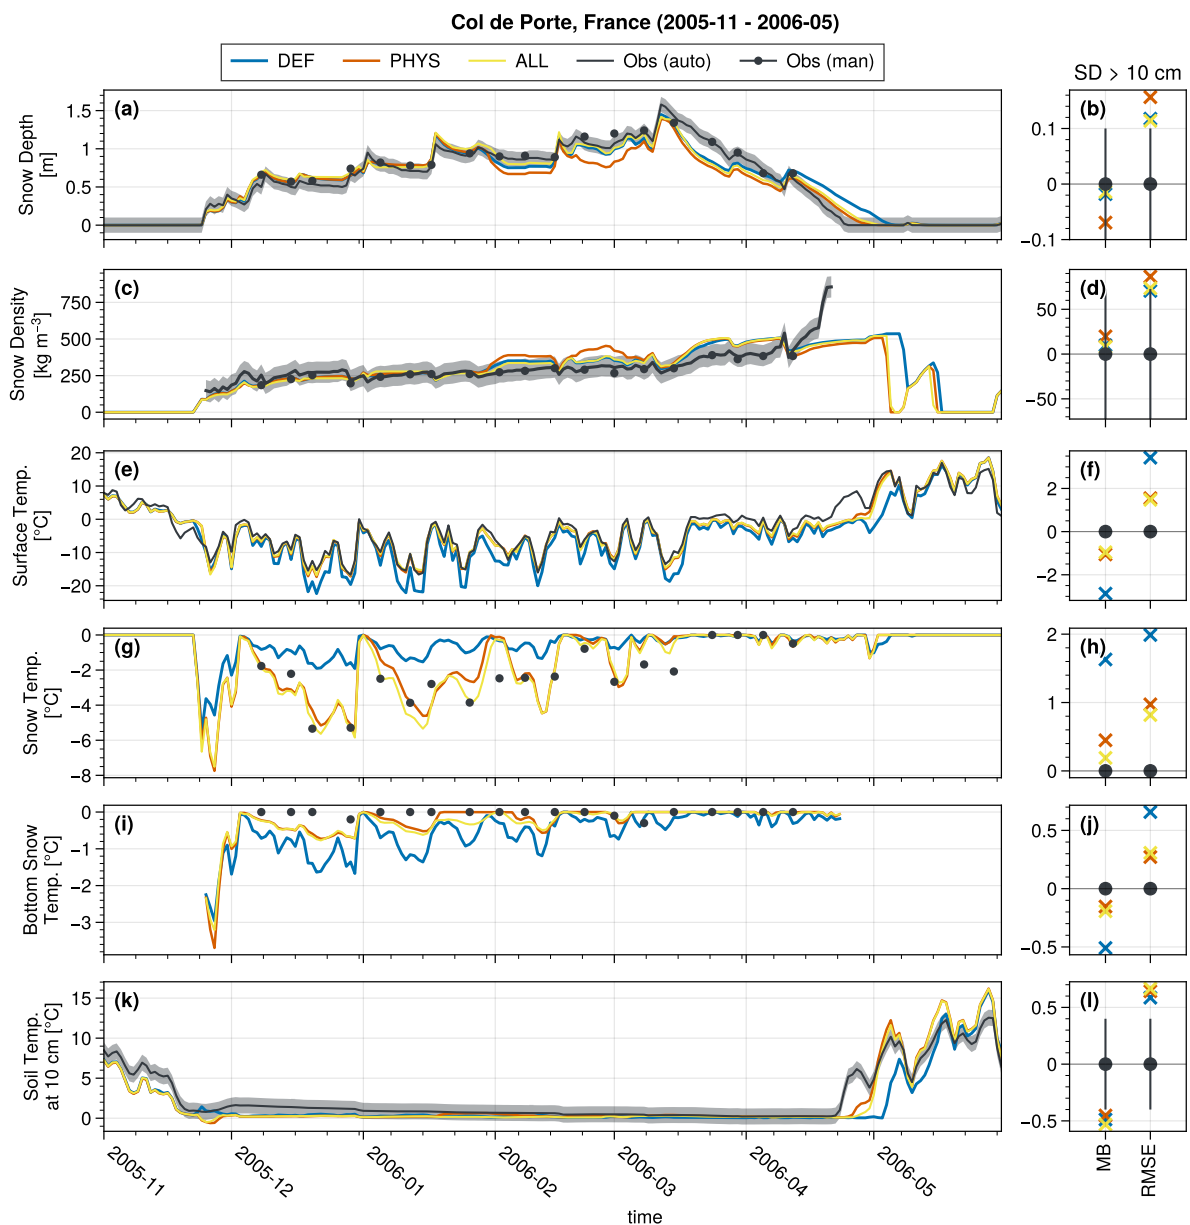 Col de Porte, France (2005-11 - 2006-05)
DEF PHYS ALL Obs (auto) Obs (man)
SD > 10 cm
(a)
Snow Depth
[m]
1.5
1
0.5
0
(b)
0.1
0
−0.1
(c)
Snow Density
[kg m⁻³]
750
500
250
0
(d)
50
0
−50
(e)
Surface Temp.
[°C]
20
10
0
−10
−20
(f)
2
0
−2
(g)
Snow Temp.
[°C]
0
−2
−4
−6
−8
(h)
2
1
0
(i)
Bottom Snow
Temp. [°C]
0
−1
−2
−3
(j)
0.5
0
−0.5
(k)
Soil Temp.
at 10 cm [°C]
15
10
5
0
(l)
0.5
0
−0.5
2005-11
2005-12
2006-01
2006-02
2006-03
2006-04
2006-05
time
MB
RMSE